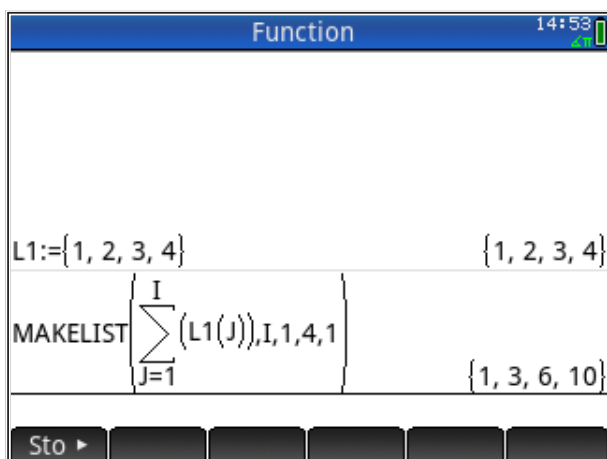 Function
14:53
∡π
L1:={1, 2, 3, 4}
{1, 2, 3, 4}
MAKELIST(∑(L1(J)),I,1,4,1)
I
J=1
{1, 3, 6, 10}
Sto ►